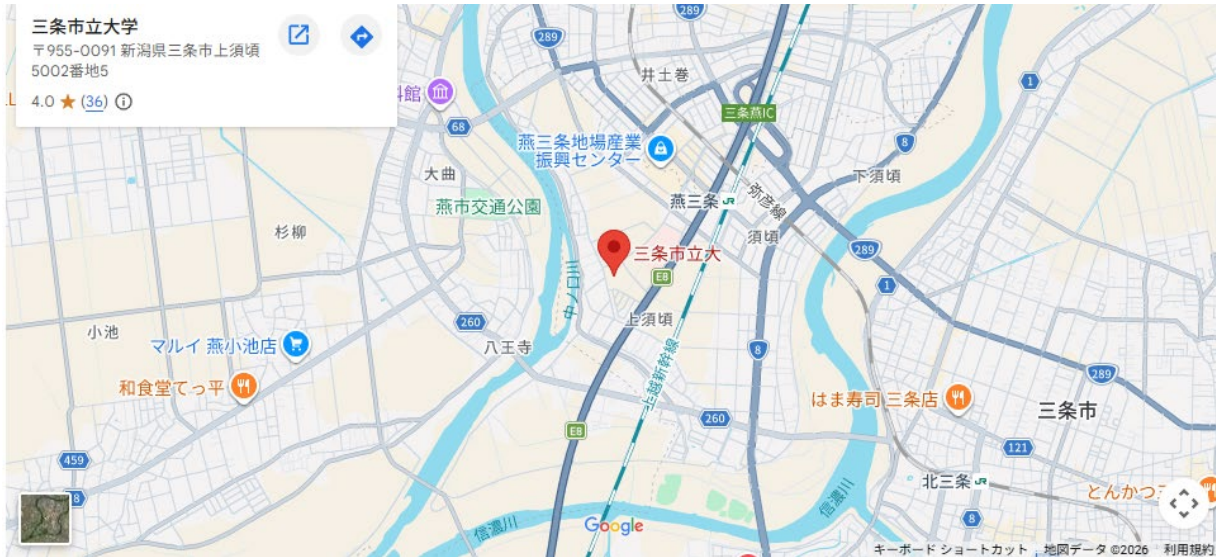 三条市立大学
〒955-0091 新潟県三条市上須頃
5002番地5
4.0 ★ (36)
料館
289
289
井土巻
1
三条燕IC
68
燕三条地場産業
振興センター
8
大曲
下須頃
燕三条
弥彦線
燕市交通公園
杉柳
須頃
三条市立大
289
中ノ口川
E8
1
小池
260
上須頃
マルイ 燕小池店
八王寺
8
上越新幹線
289
和食堂てっ平
はま寿司 三条店
三条市
260
E8
121
459
北三条
8
とんかつ三
信濃川
信濃川
8
Google
キーボード ショートカット
地図データ ©2026
利用規約